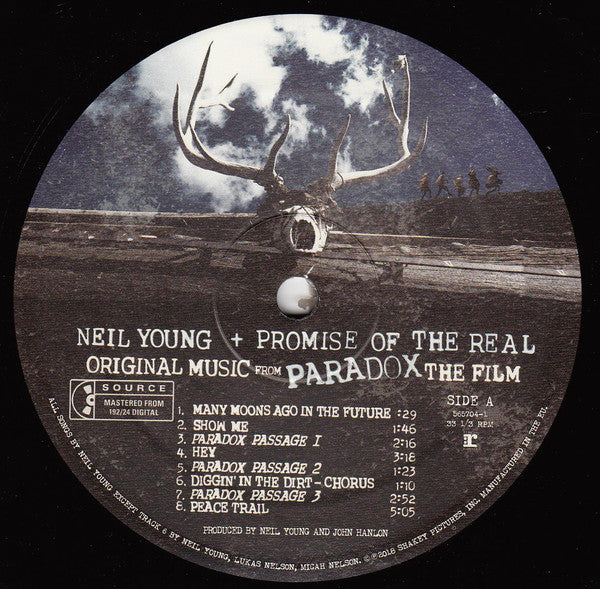 NEIL YOUNG + PROMISE OF THE REAL
ORIGINAL MUSIC FROM PARADOX THE FILM
SOURCE
MASTERED FROM
192/24 DIGITAL
SIDE A
565704-1
33 1/3 RPM
r
1. MANY MOONS AGO IN THE FUTURE :29
2. SHOW ME 1:46
3. PARADOX PASSAGE I 2:16
4. HEY 3:18
5. PARADOX PASSAGE 2 1:23
6. DIGGIN' IN THE DIRT - CHORUS 1:10
7. PARADOX PASSAGE 3 2:52
8. PEACE TRAIL 5:05
PRODUCED BY NEIL YOUNG AND JOHN HANLON
ALL SONGS BY NEIL YOUNG EXCEPT TRACK 6 BY NEIL YOUNG, LUKAS NELSON, MICAH NELSON. ©℗2018 SHAKEY PICTURES, INC. MANUFACTURED IN THE EU.